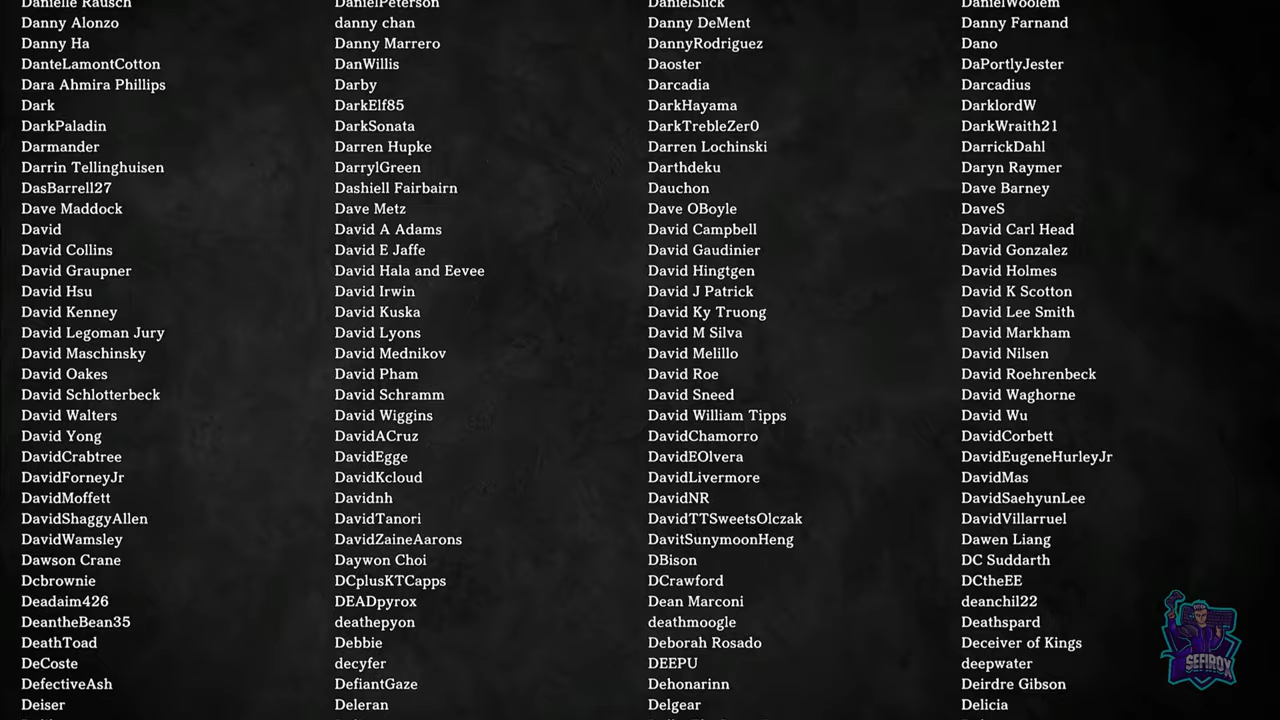 Danielle Rausch DanielPeterson DanielSlick DanielWoolem
Danny Alonzo danny chan Danny DeMent Danny Farnand
Danny Ha Danny Marrero DannyRodriguez Dano
DanteLamontCotton DanWillis Daoster DaPortlyJester
Dara Ahmira Phillips Darby Darcadia Darcadius
Dark DarkElf85 DarkHayama DarklordW
DarkPaladin DarkSonata DarkTrebleZer0 DarkWraith21
Darmander Darren Hupke Darren Lochinski DarrickDahl
Darrin Tellinghuisen DarrylGreen Darthdeku Daryn Raymer
DasBarrell27 Dashiell Fairbairn Dauchon Dave Barney
Dave Maddock Dave Metz Dave OBoyle DaveS
David David A Adams David Campbell David Carl Head
David Collins David E Jaffe David Gaudinier David Gonzalez
David Graupner David Hala and Eevee David Hingtgen David Holmes
David Hsu David Irwin David J Patrick David K Scotton
David Kenney David Kuska David Ky Truong David Lee Smith
David Legoman Jury David Lyons David M Silva David Markham
David Maschinsky David Mednikov David Melillo David Nilsen
David Oakes David Pham David Roe David Roehrenbeck
David Schlotterbeck David Schramm David Sneed David Waghorne
David Walters David Wiggins David William Tipps David Wu
David Yong DavidACruz DavidChamorro DavidCorbett
DavidCrabtree DavidEgge DavidEOlvera DavidEugeneHurleyJr
DavidForneyJr DavidKcloud DavidLivermore DavidMas
DavidMoffett Davidnh DavidNR DavidSaehyunLee
DavidShaggyAllen DavidTanori DavidTTSweetsOlczak DavidVillarruel
DavidWamsley DavidZaineAarons DavitSunymoonHeng Dawen Liang
Dawson Crane Daywon Choi DBison DC Suddarth
Dcbrownie DCplusKTCapps DCrawford DCtheEE
Deadaim426 DEADpyrox Dean Marconi deanchil22
DeantheBean35 deathepyon deathmoogle Deathspard
DeathToad Debbie Deborah Rosado Deceiver of Kings
DeCoste decyfer DEEPU deepwater
DefectiveAsh DefiantGaze Dehonarinn Deirdre Gibson
Deiser Deleran Delgear Delicia
SEFIROX